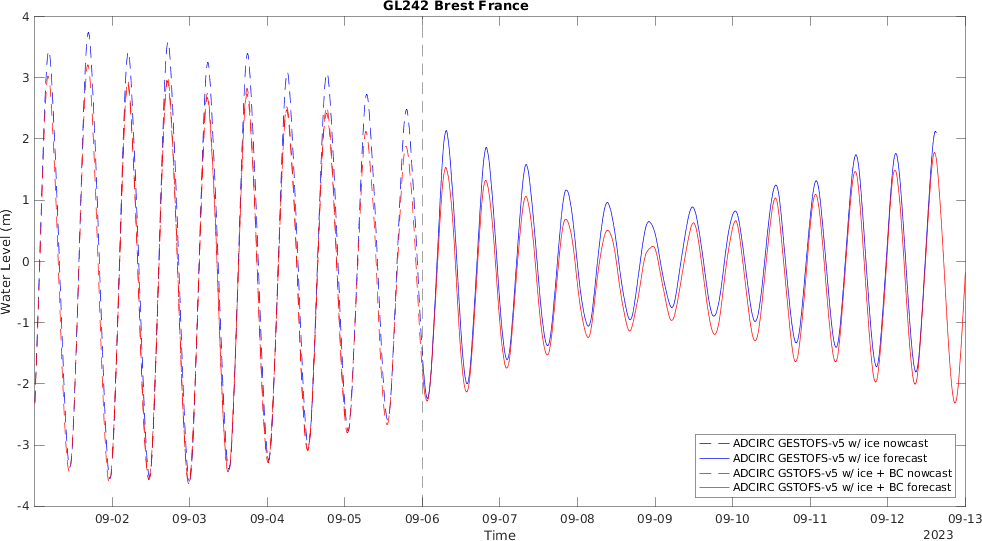 GL242 Brest France
4
3
2
1
0
-1
-2
-3
-4
Water Level (m)
ADCIRC GESTOFS-v5 w/ ice nowcast
ADCIRC GESTOFS-v5 w/ ice forecast
ADCIRC GSTOFS-v5 w/ ice + BC nowcast
ADCIRC GSTOFS-v5 w/ ice + BC forecast
09-02 09-03 09-04 09-05 09-06 09-07 09-08 09-09 09-10 09-11 09-12 09-13
Time
2023